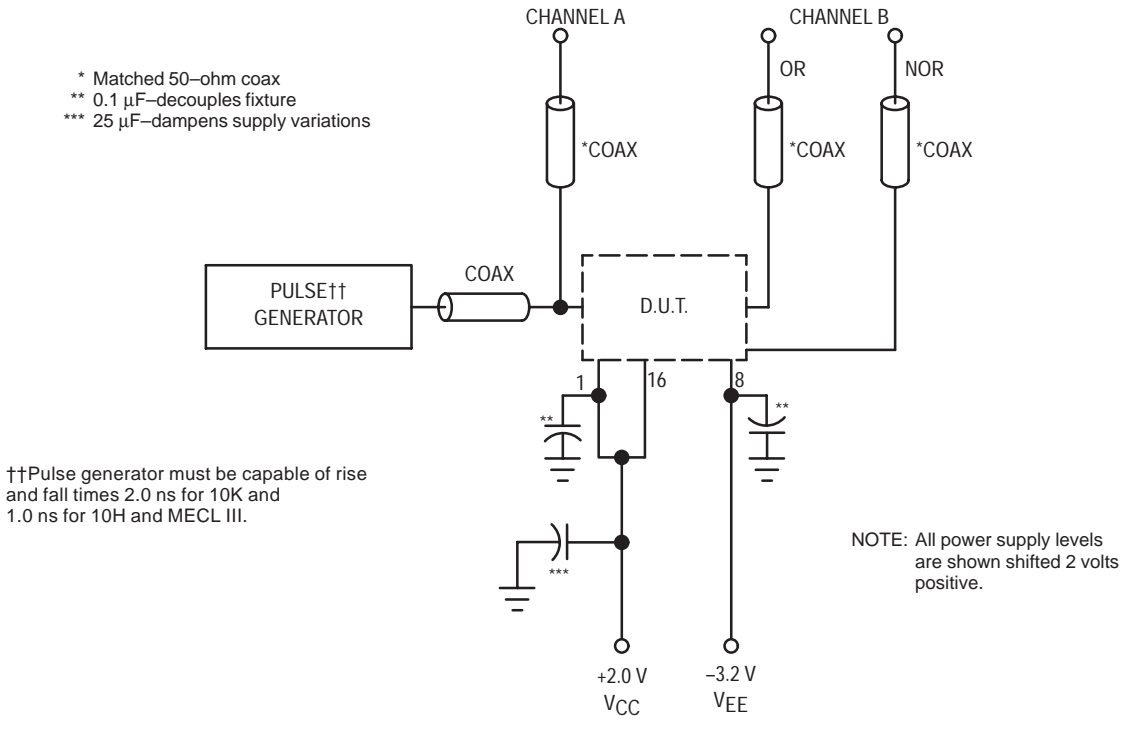 CHANNEL A
CHANNEL B
* Matched 50–ohm coax
** 0.1 μF–decouples fixture
*** 25 μF–dampens supply variations
OR
NOR
*COAX
*COAX
*COAX
COAX
PULSE††
GENERATOR
D.U.T.
1
16
8
**
**
††Pulse generator must be capable of rise
and fall times 2.0 ns for 10K and
1.0 ns for 10H and MECL III.
NOTE: All power supply levels
are shown shifted 2 volts
positive.
***
+2.0 V
VCC
–3.2 V
VEE